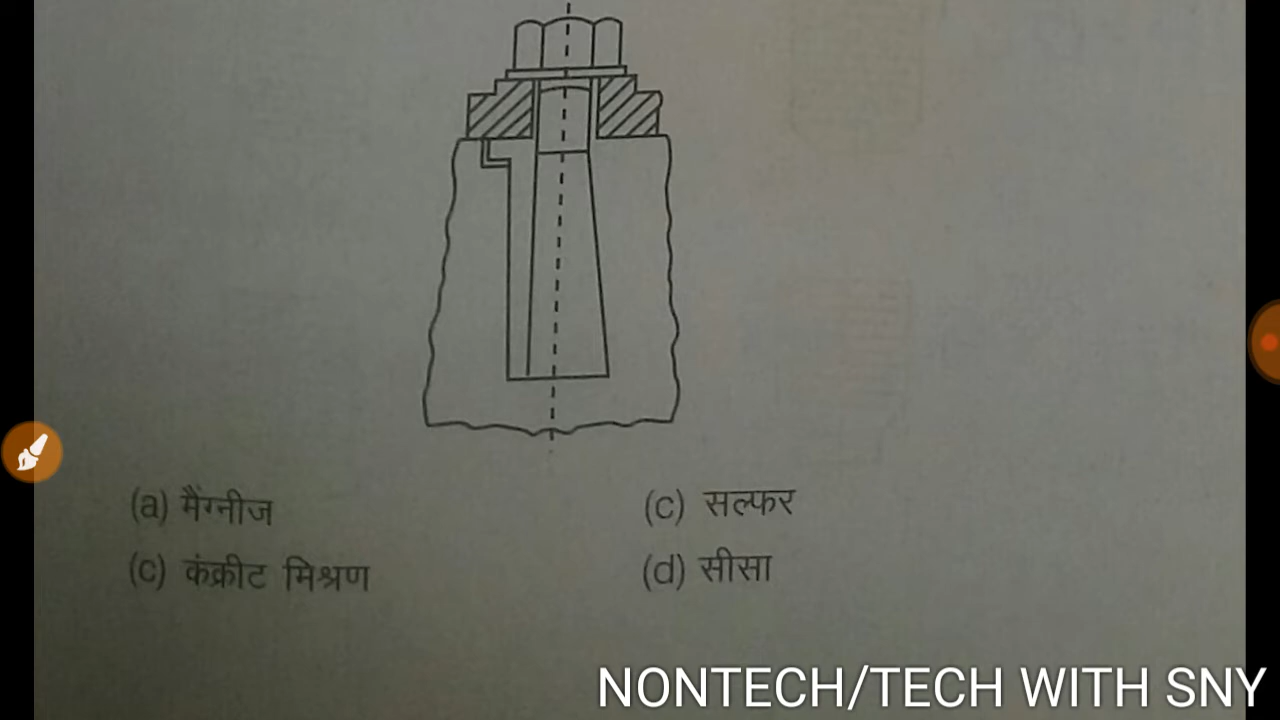 (a) मैंग्नीज
(c) सल्फर
(c) कंक्रीट मिश्रण
(d) सीसा
NONTECH/TECH WITH SNY